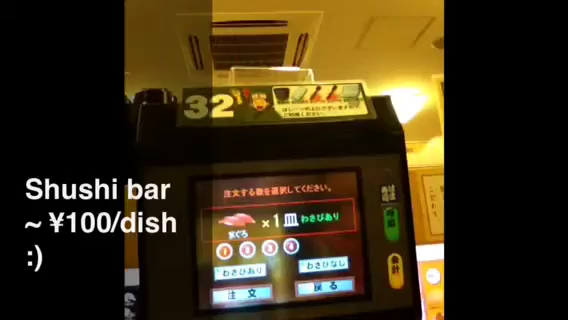 32
Shushi bar
~ ¥100/dish
:)
注文する数を選択してください。
×1皿 わさびあり
まぐろ
1 2 3 4
わさびあり わさびなし
注文 戻る
会計